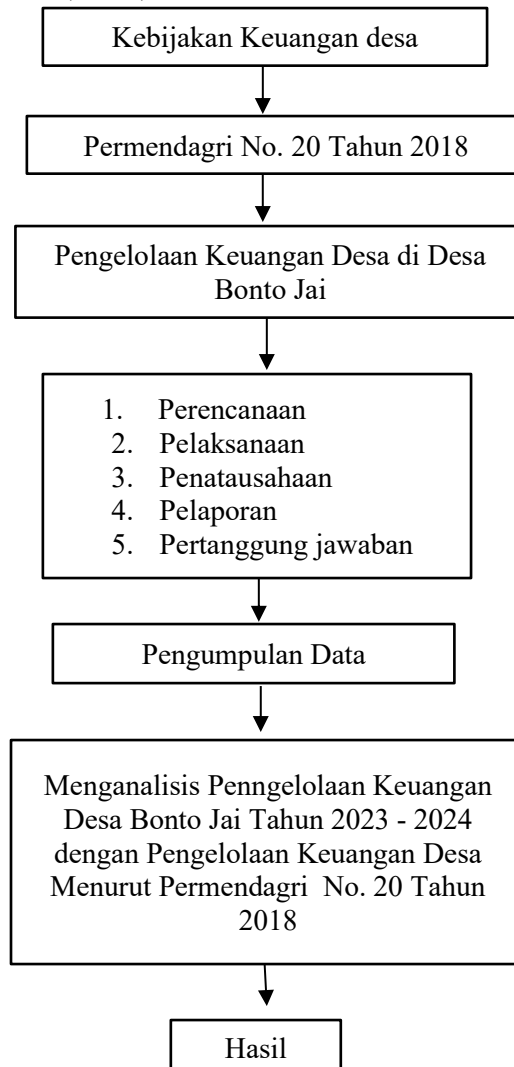 Kebijakan Keuangan desa
Permendagri No. 20 Tahun 2018
Pengelolaan Keuangan Desa di Desa
Bonto Jai
1. Perencanaan
2. Pelaksanaan
3. Penatausahaan
4. Pelaporan
5. Pertanggung jawaban
Pengumpulan Data
Menganalisis Penngelolaan Keuangan
Desa Bonto Jai Tahun 2023 - 2024
dengan Pengelolaan Keuangan Desa
Menurut Permendagri No. 20 Tahun
2018
Hasil